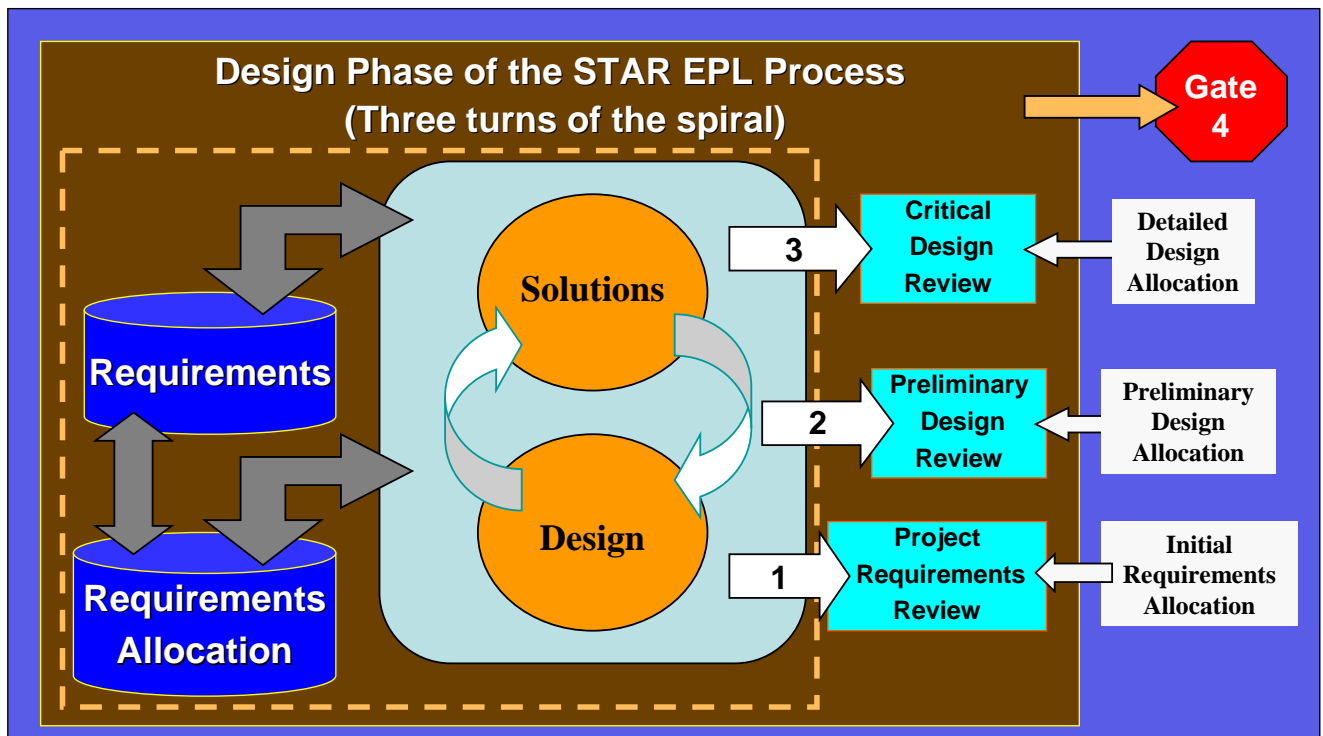 Design Phase of the STAR EPL Process
(Three turns of the spiral)
Gate
4
Requirements
Requirements
Allocation
Solutions
Design
3
Critical
Design
Review
Detailed
Design
Allocation
2
Preliminary
Design
Review
Preliminary
Design
Allocation
1
Project
Requirements
Review
Initial
Requirements
Allocation